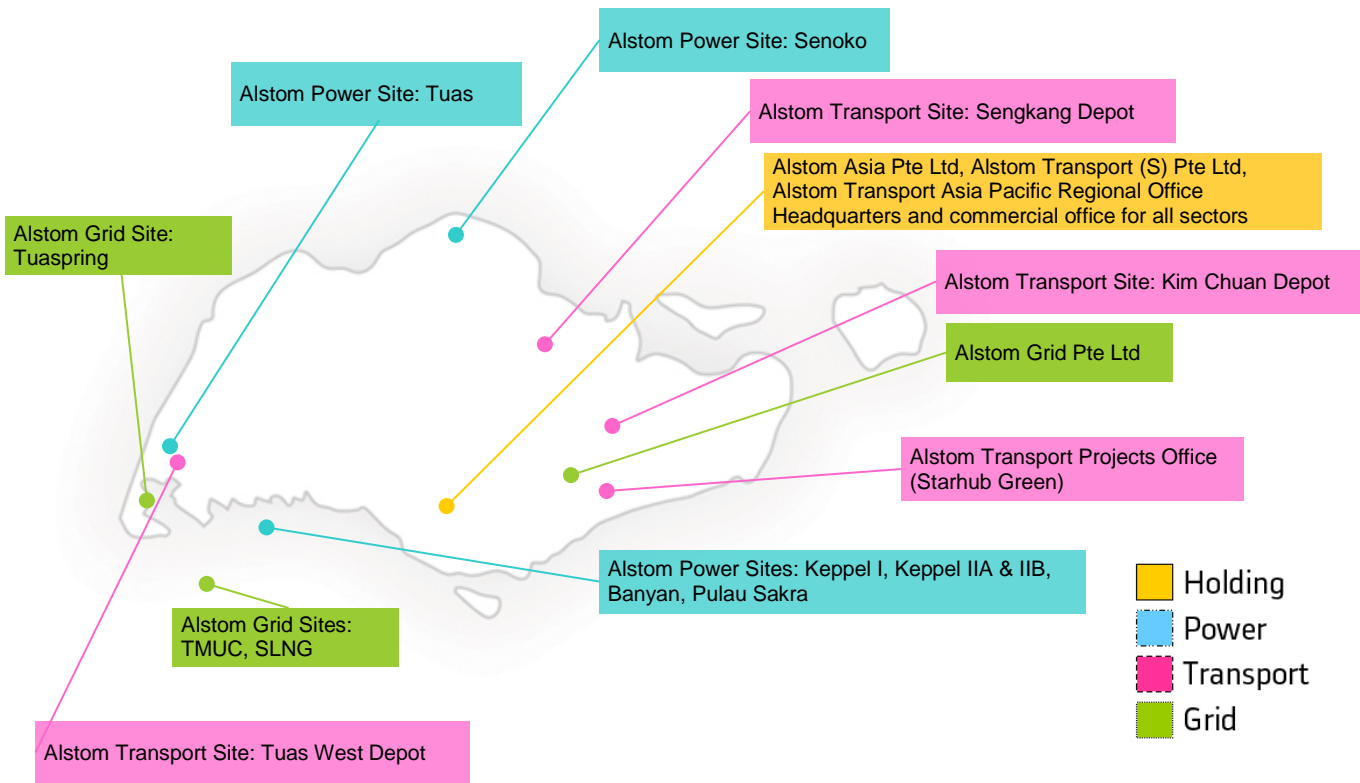 Alstom Power Site: Senoko
Alstom Power Site: Tuas
Alstom Transport Site: Sengkang Depot
Alstom Asia Pte Ltd, Alstom Transport (S) Pte Ltd,
Alstom Transport Asia Pacific Regional Office
Headquarters and commercial office for all sectors
Alstom Grid Site:
Tuaspring
Alstom Transport Site: Kim Chuan Depot
Alstom Grid Pte Ltd
Alstom Transport Projects Office
(Starhub Green)
Alstom Power Sites: Keppel I, Keppel IIA & IIB,
Banyan, Pulau Sakra
Alstom Grid Sites:
TMUC, SLNG
Alstom Transport Site: Tuas West Depot
Holding
Power
Transport
Grid